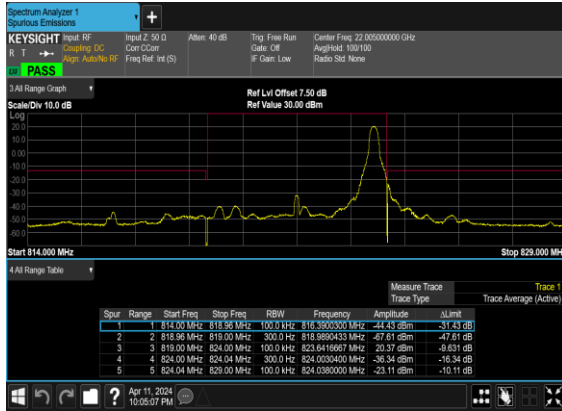 Spectrum Analyzer 1
Spurious Emissions
KEYSIGHT Input: RF Input Z: 50 Ω Atten: 40 dB Trig: Free Run Center Freq: 22.005000000 GHz
R T Coupling: DC Corr CCorr Gate: Off Avg|Hold: 100/100
Align: Auto/No RF Freq Ref: Int (S) IF Gain: Low Radio Std: None
PASS
3 All Range Graph
Ref Lvl Offset 7.50 dB
Scale/Div 10.0 dB Ref Value 30.00 dBm
Log
20.0
10.0
0.00
-10.0
-20.0
-30.0
-40.0
-50.0
-60.0
Start 814.000 MHz Stop 829.000 MH
4 All Range Table
Measure Trace Trace 1
Trace Type Trace Average (Active)
Spur Range Start Freq Stop Freq RBW Frequency Amplitude ΔLimit
1 1 814.00 MHz 818.96 MHz 100.0 kHz 816.3900300 MHz -44.43 dBm -31.43 dB
2 2 818.96 MHz 819.00 MHz 300.0 Hz 818.9890433 MHz -67.61 dBm -47.61 dB
3 3 819.00 MHz 824.00 MHz 100.0 kHz 823.6416667 MHz 20.37 dBm -9.631 dB
4 4 824.00 MHz 824.04 MHz 300.0 Hz 824.0030400 MHz -36.34 dBm -16.34 dB
5 5 824.04 MHz 829.00 MHz 100.0 kHz 824.0380000 MHz -23.11 dBm -10.11 dB
Apr 11, 2024
10:05:07 PM